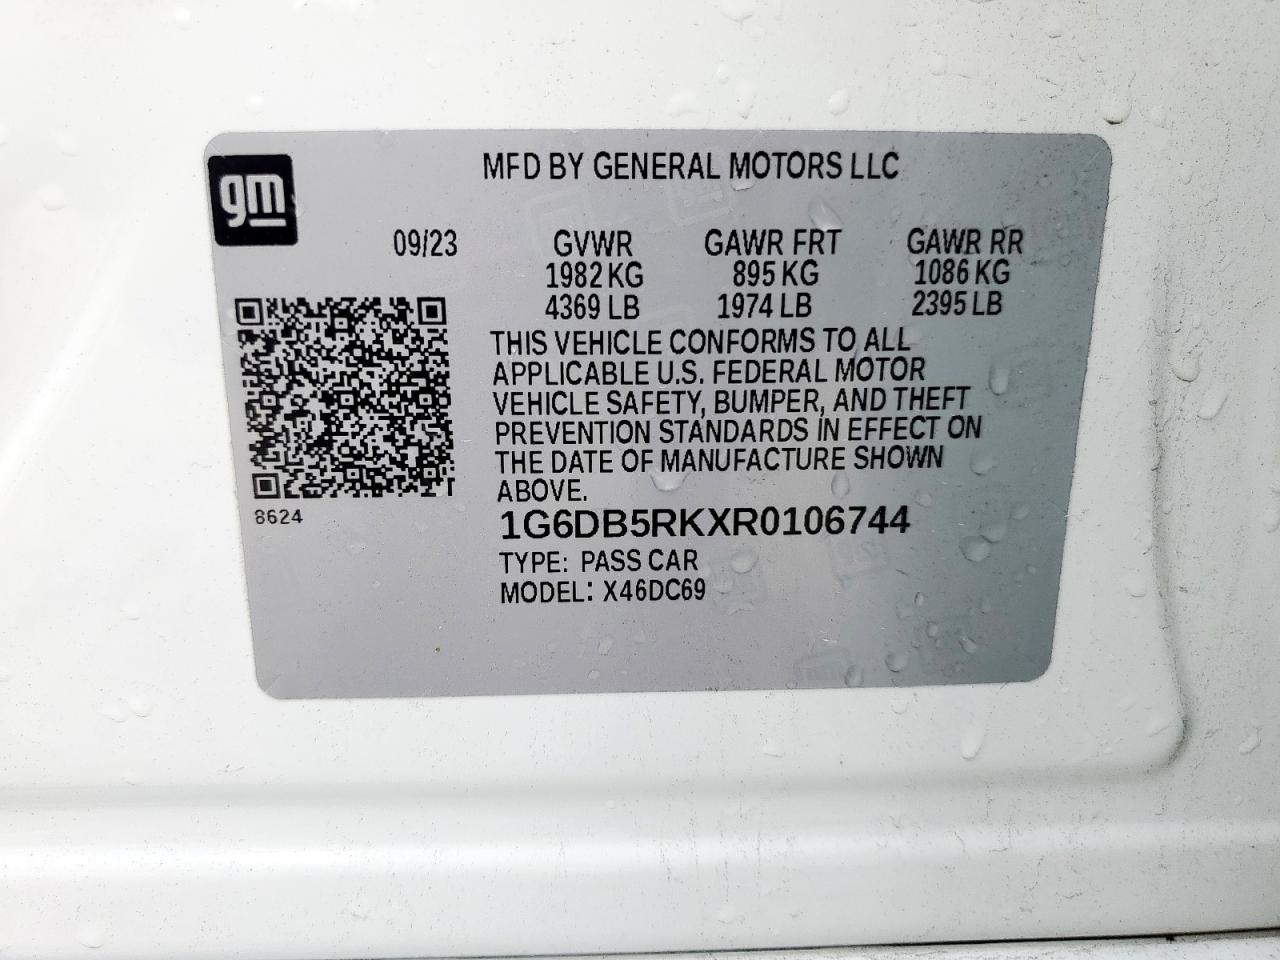 gm
MFD BY GENERAL MOTORS LLC
09/23 GVWR GAWR FRT GAWR RR
1982 KG 895 KG 1086 KG
4369 LB 1974 LB 2395 LB
THIS VEHICLE CONFORMS TO ALL
APPLICABLE U.S. FEDERAL MOTOR
VEHICLE SAFETY, BUMPER, AND THEFT
PREVENTION STANDARDS IN EFFECT ON
THE DATE OF MANUFACTURE SHOWN
ABOVE.
8624
1G6DB5RKXR0106744
TYPE: PASS CAR
MODEL: X46DC69